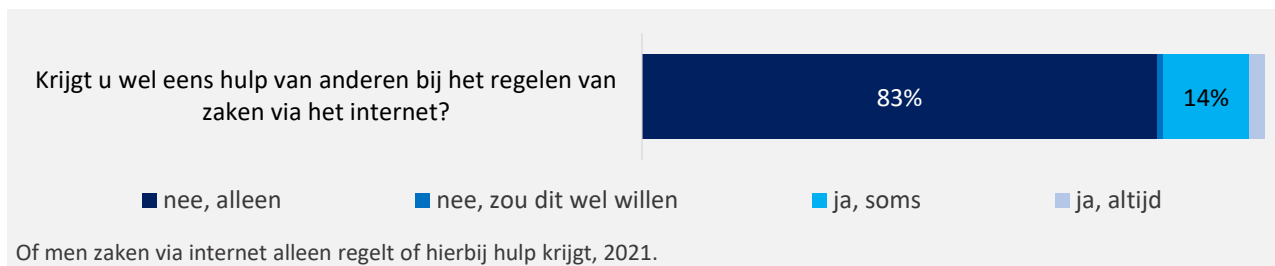 Krijgt u wel eens hulp van anderen bij het regelen van
zaken via het internet?
83%
14%
nee, alleen
nee, zou dit wel willen
ja, soms
ja, altijd
Of men zaken via internet alleen regelt of hierbij hulp krijgt, 2021.